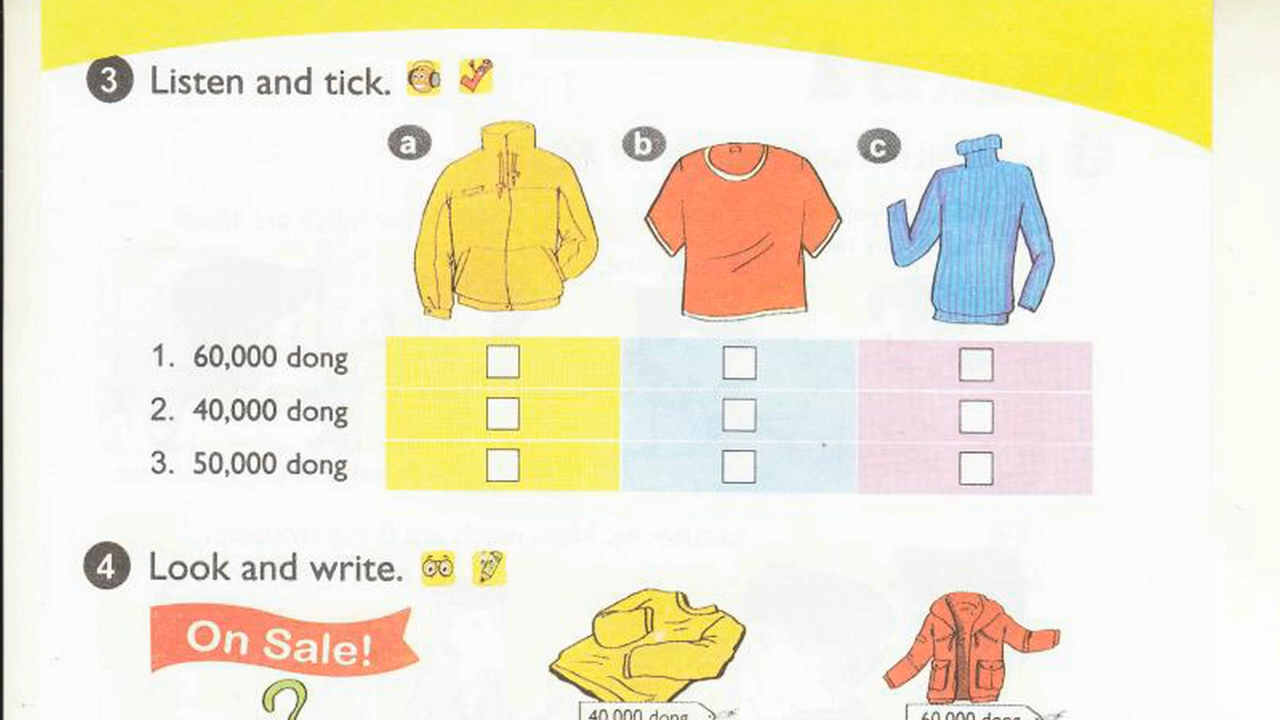 3 Listen and tick.
a b c
1. 60,000 dong
2. 40,000 dong
3. 50,000 dong
4 Look and write.
On Sale!
40,000 dong 60,000 dong